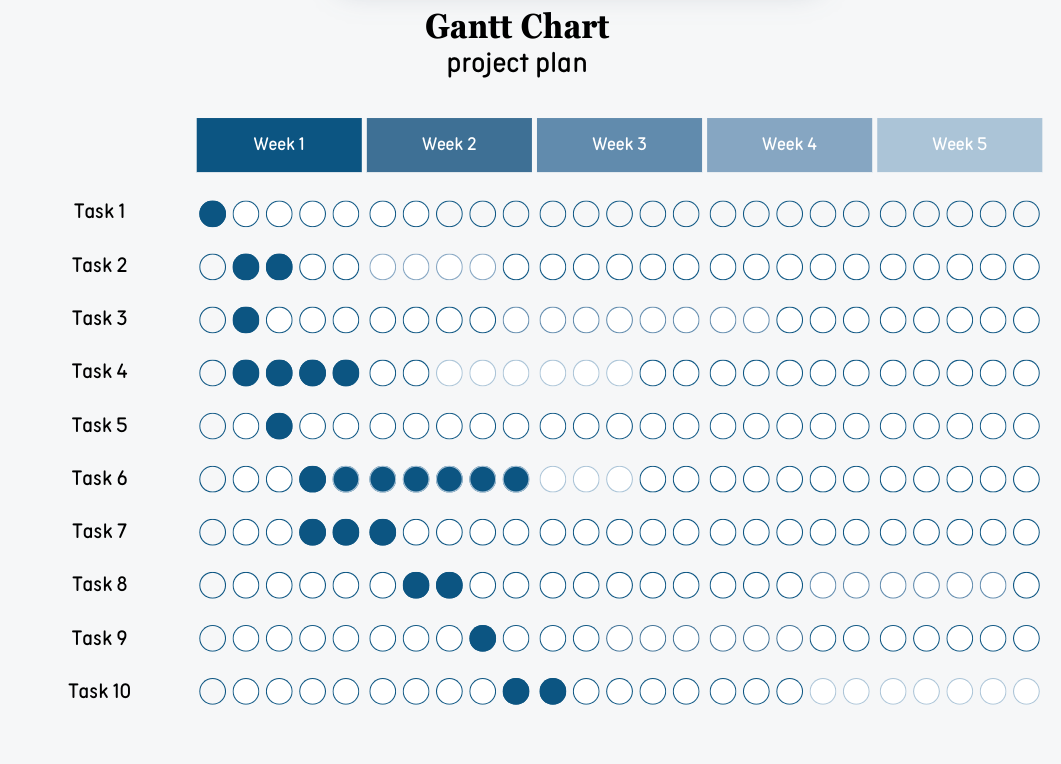 Gantt Chart
project plan
Week 1 Week 2 Week 3 Week 4 Week 5
Task 1
Task 2
Task 3
Task 4
Task 5
Task 6
Task 7
Task 8
Task 9
Task 10